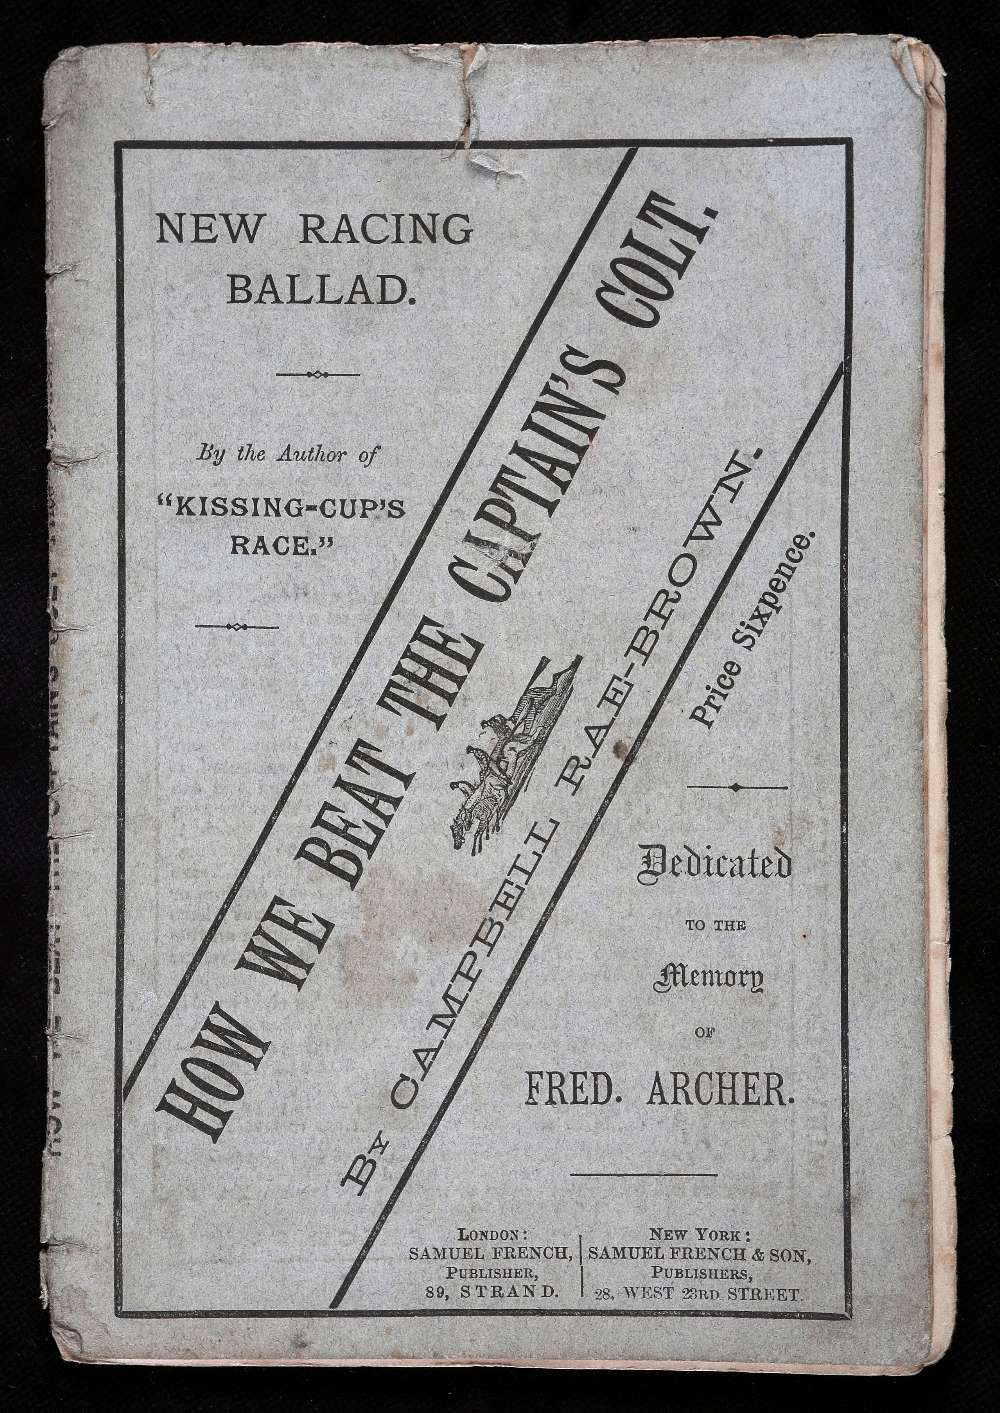 NEW RACING
BALLAD.
By the Author of
"KISSING-CUP'S
RACE."
HOW WE BEAT THE CAPTAIN'S COLT.
BY CAMPBELL RAE-BROWN.
Price Sixpence.
Dedicated
TO THE
Memory
OF
FRED. ARCHER.
LONDON:
SAMUEL FRENCH,
PUBLISHER,
89, STRAND.
NEW YORK:
SAMUEL FRENCH & SON,
PUBLISHERS,
28, WEST 23RD STREET.